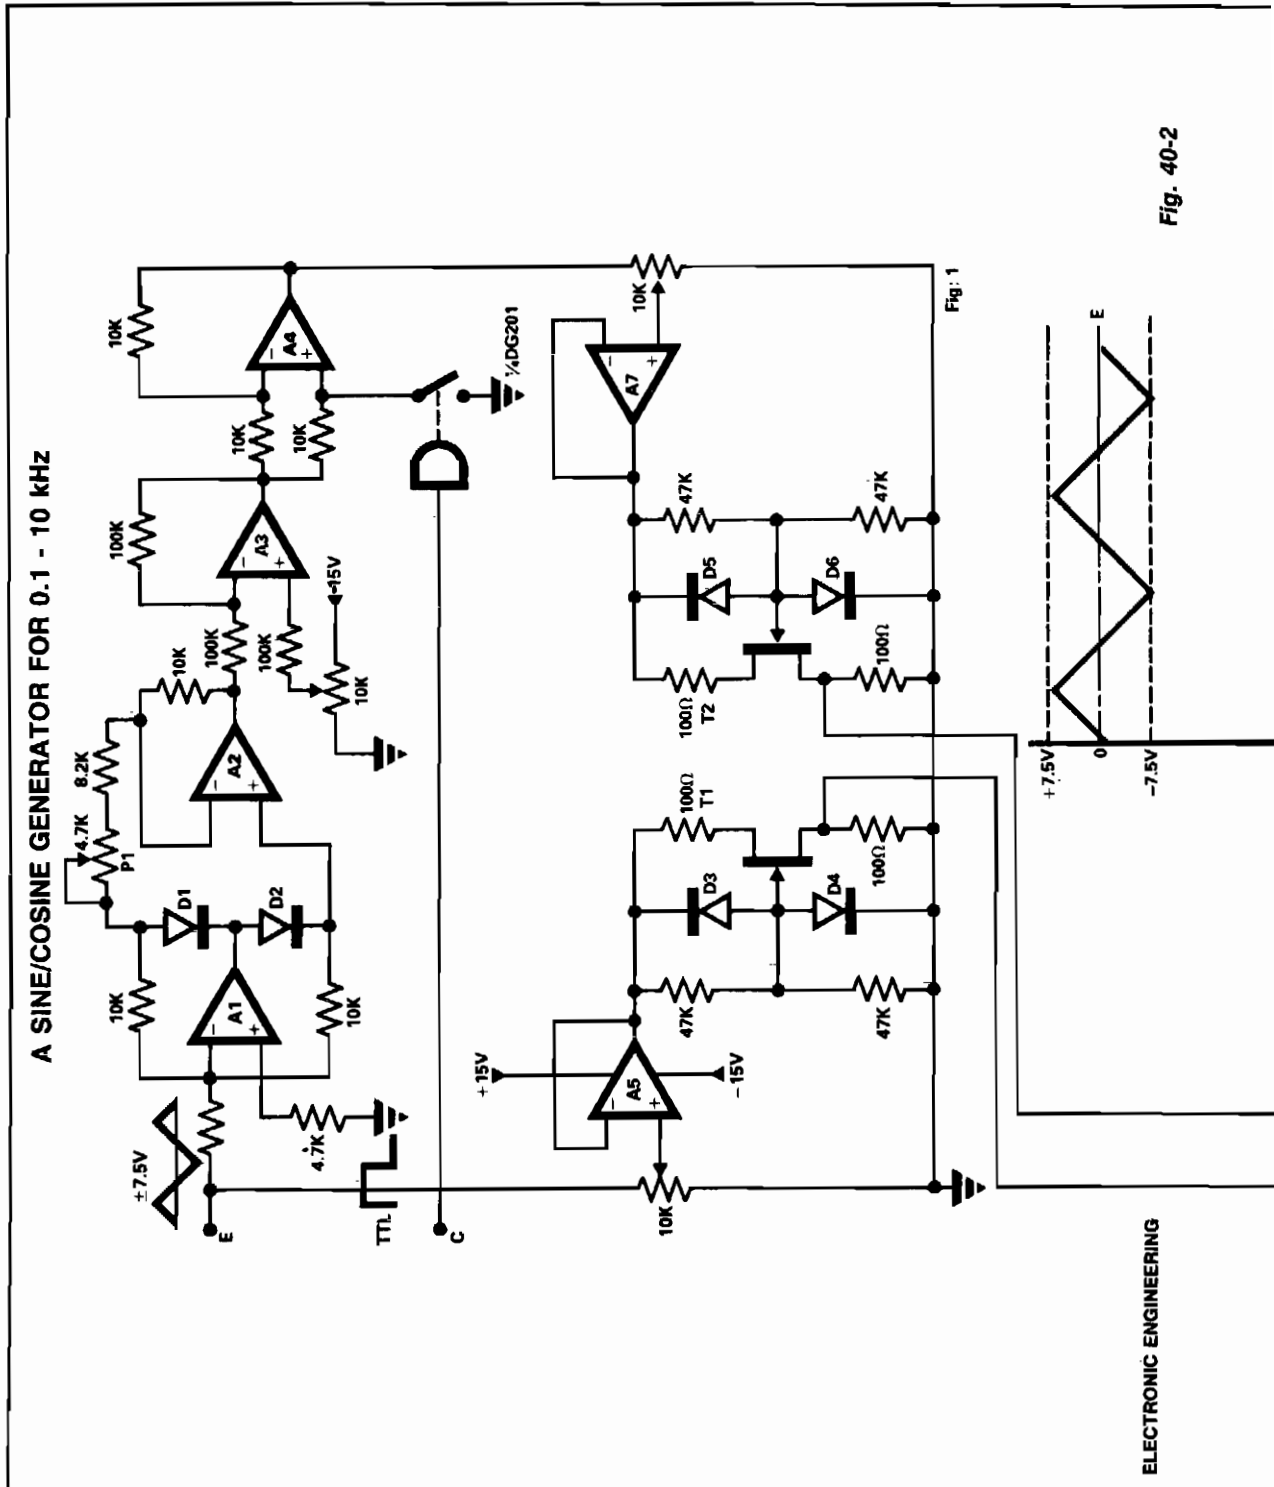 A SINE/COSINE GENERATOR FOR 0.1 - 10 kHz
±7.5V
E
10K
4.7K
P1
8.2K
10K
D1
D2
A1
-
+
10K
4.7K
A2
-
+
100K
100K
A3
-
+
100K
-15V
10K
10K
10K
10K
A4
-
+
TTL
C
¼DG201
+15V
A5
-
+
-15V
10K
47K
47K
D3
D4
100Ω
T1
100Ω
100Ω
T2
100Ω
D5
D6
47K
47K
A7
-
+
10K
Fig: 1
ELECTRONIC ENGINEERING
+7.5V
0
-7.5V
E
Fig. 40-2